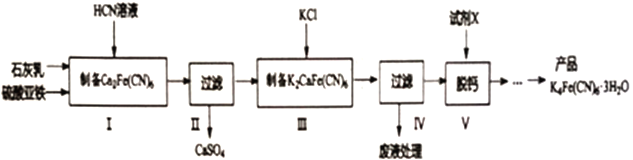 HCN溶液
KCl
试剂X
石灰乳
硫酸亚铁
制备Ca2Fe(CN)6
过滤
制备K2CaFe(CN)6
过滤
脱钙
...
产品
K4Fe(CN)6·3H2O
I
II
III
IV
V
CaSO4
废液处理